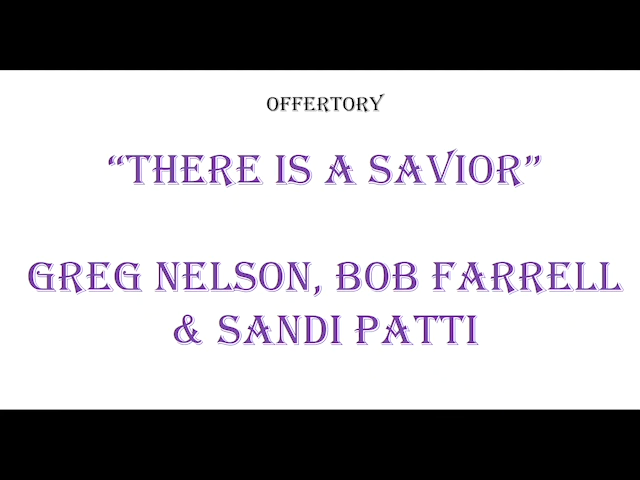 OFFERTORY
“THERE IS A SAVIOR”
GREG NELSON, BOB FARRELL
& SANDI PATTI